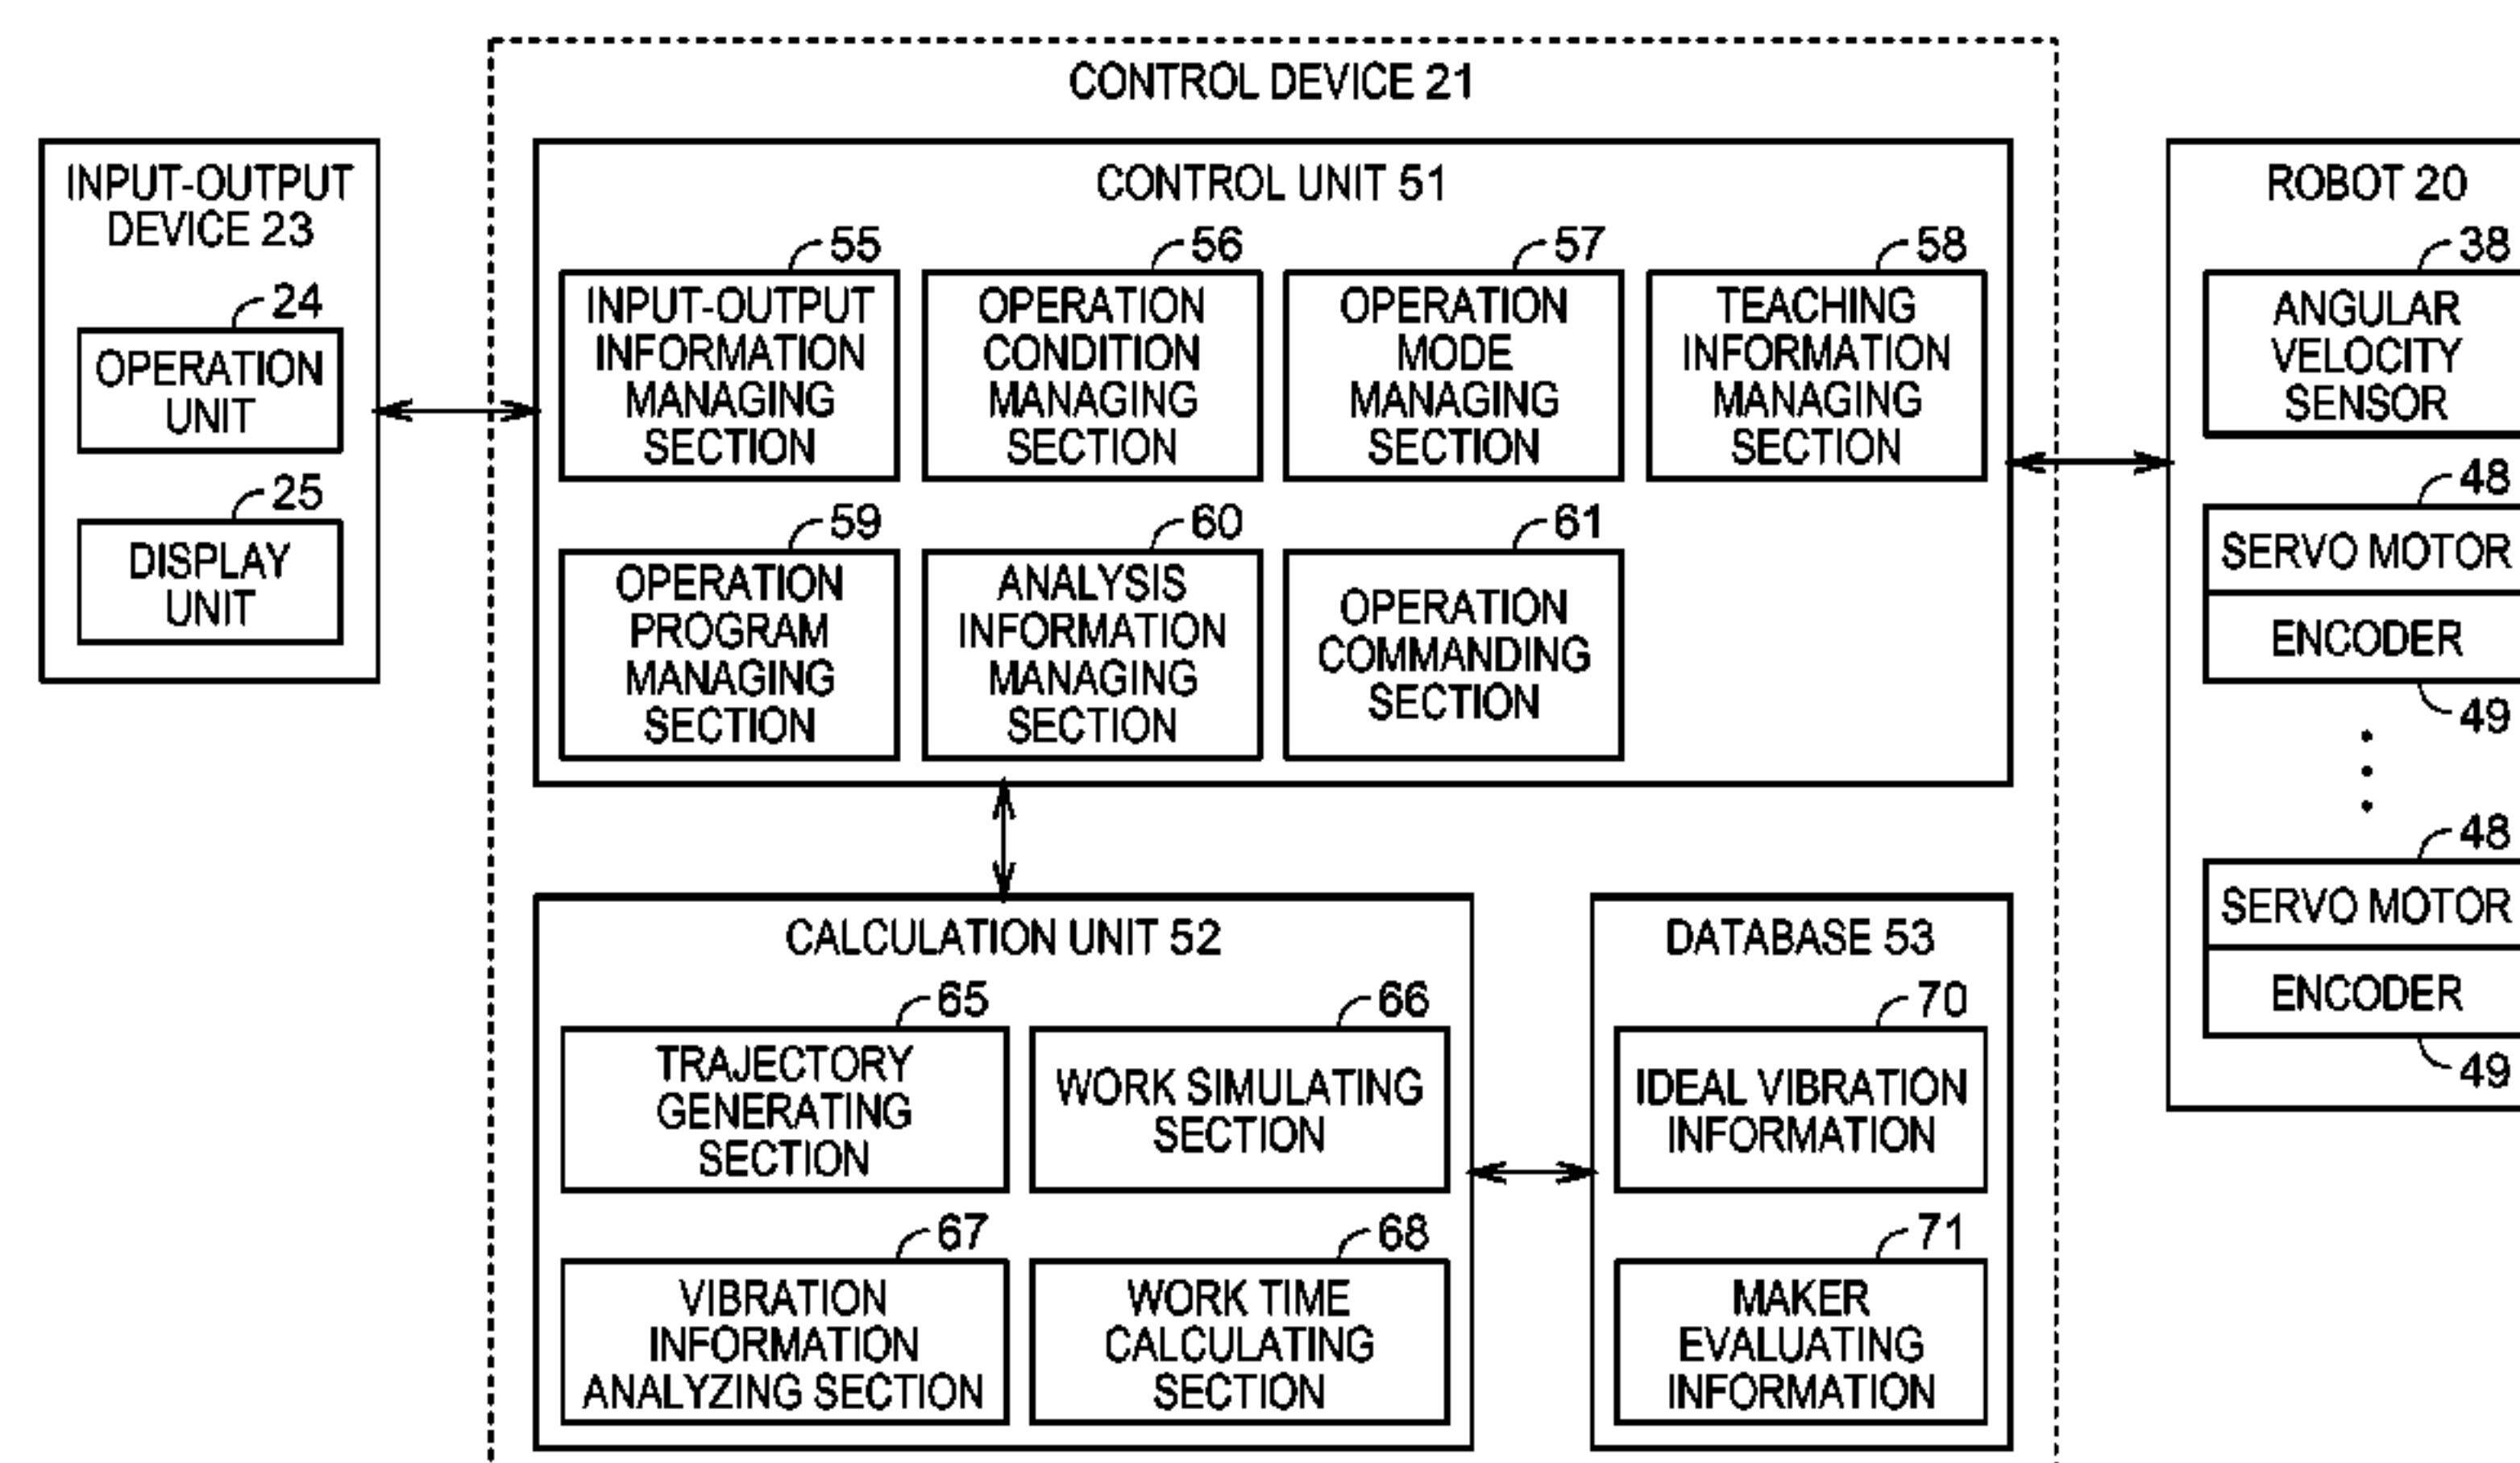 CONTROL DEVICE 21
INPUT-OUTPUT
DEVICE 23
24
OPERATION
UNIT
25
DISPLAY
UNIT
CONTROL UNIT 51
55
INPUT-OUTPUT
INFORMATION
MANAGING
SECTION
56
OPERATION
CONDITION
MANAGING
SECTION
57
OPERATION
MODE
MANAGING
SECTION
58
TEACHING
INFORMATION
MANAGING
SECTION
59
OPERATION
PROGRAM
MANAGING
SECTION
60
ANALYSIS
INFORMATION
MANAGING
SECTION
61
OPERATION
COMMANDING
SECTION
CALCULATION UNIT 52
65
TRAJECTORY
GENERATING
SECTION
66
WORK SIMULATING
SECTION
67
VIBRATION
INFORMATION
ANALYZING SECTION
68
WORK TIME
CALCULATING
SECTION
DATABASE 53
70
IDEAL VIBRATION
INFORMATION
71
MAKER
EVALUATING
INFORMATION
ROBOT 20
38
ANGULAR
VELOCITY
SENSOR
48
SERVO MOTOR
ENCODER
49
48
SERVO MOTOR
ENCODER
49